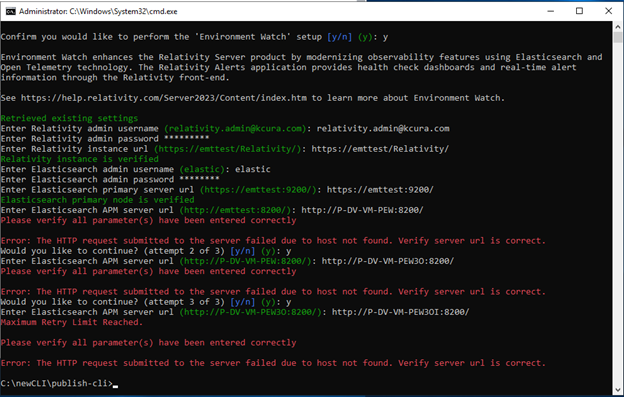 Administrator: C:\Windows\System32\cmd.exe
Confirm you would like to perform the 'Environment Watch' setup [y/n] (y): y
Environment Watch enhances the Relativity Server product by modernizing observability features using Elasticsearch and
Open Telemetry technology. The Relativity Alerts application provides health check dashboards and real-time alert
information through the Relativity front-end.
See https://help.relativity.com/Server2023/Content/index.htm to learn more about Environment Watch.
Retrieved existing settings
Enter Relativity admin username (relativity.admin@kcura.com): relativity.admin@kcura.com
Enter Relativity admin password *********
Enter Relativity instance url (https://emttest/Relativity/): https://emttest/Relativity/
Relativity instance is verified
Enter Elasticsearch admin username (elastic): elastic
Enter Elasticsearch admin password ********
Enter Elasticsearch primary server url (https://emttest:9200/): https://emttest:9200/
Elasticsearch primary node is verified
Enter Elasticsearch APM server url (http://emttest:8200/): http://P-DV-VM-PEW:8200/
Please verify all parameter(s) have been entered correctly
Error: The HTTP request submitted to the server failed due to host not found. Verify server url is correct.
Would you like to continue? (attempt 2 of 3) [y/n] (y): y
Enter Elasticsearch APM server url (http://P-DV-VM-PEW:8200/): http://P-DV-VM-PEW3O:8200/
Please verify all parameter(s) have been entered correctly
Error: The HTTP request submitted to the server failed due to host not found. Verify server url is correct.
Would you like to continue? (attempt 3 of 3) [y/n] (y): y
Enter Elasticsearch APM server url (http://P-DV-VM-PEW3O:8200/): http://P-DV-VM-PEW3OI:8200/
Maximum Retry Limit Reached.
Please verify all parameter(s) have been entered correctly
Error: The HTTP request submitted to the server failed due to host not found. Verify server url is correct.
C:\newCLI\publish-cli>